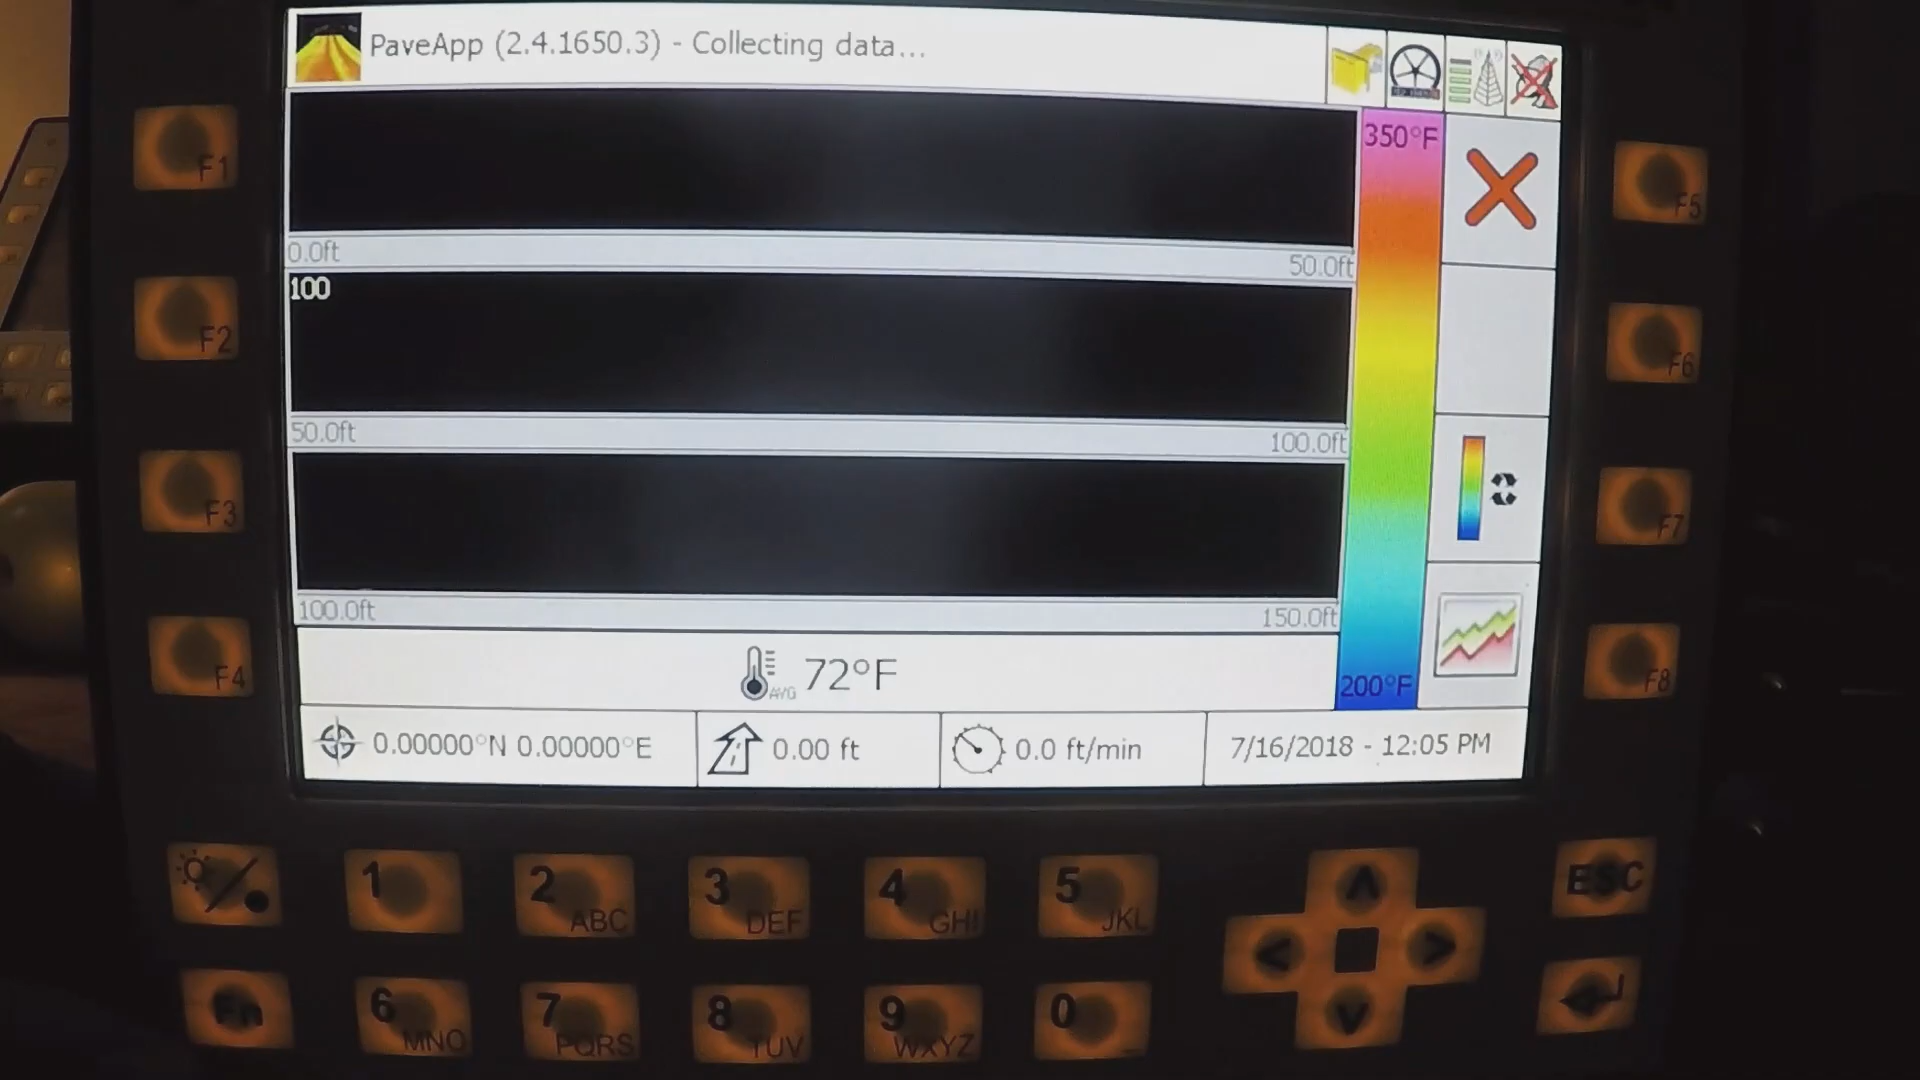 PaveApp (2.4.1650.3) - Collecting data...
350°F
0.0ft
50.0ft
100
50.0ft
100.0ft
100.0ft
150.0ft
AVG 72°F
200°F
0.00000°N 0.00000°E
0.00 ft
0.0 ft/min
7/16/2018 - 12:05 PM
F1
F2
F3
F4
F5
F6
F7
F8
1
2 ABC
3 DEF
4 GHI
5 JKL
ESC
Fn
6 MNO
7 PQRS
8 TUV
9 WXYZ
0